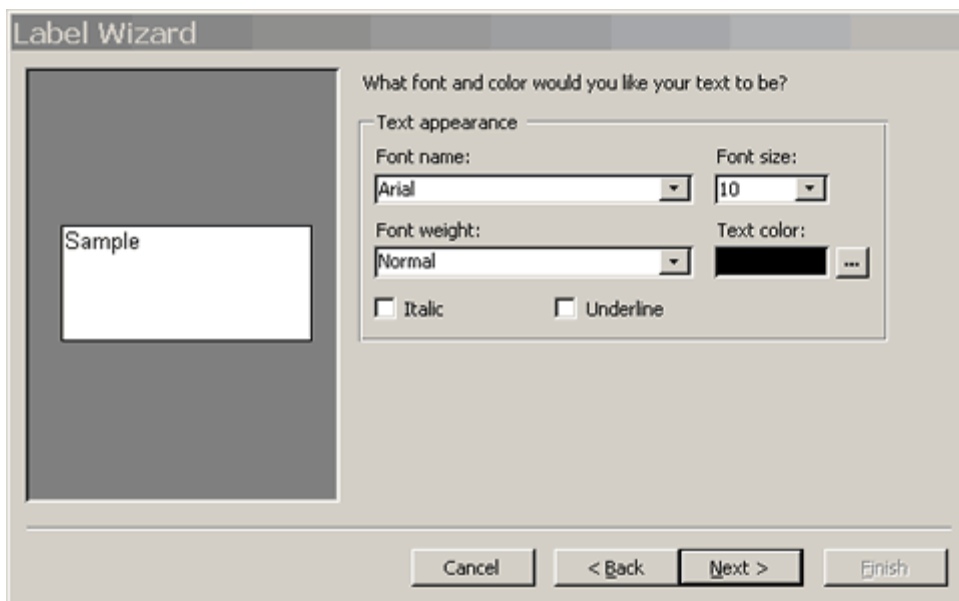 Label Wizard
What font and color would you like your text to be?
Text appearance
Font name:
Font size:
Arial
10
Sample
Font weight:
Text color:
Normal
...
Italic
Underline
Cancel
< Back
Next >
Finish